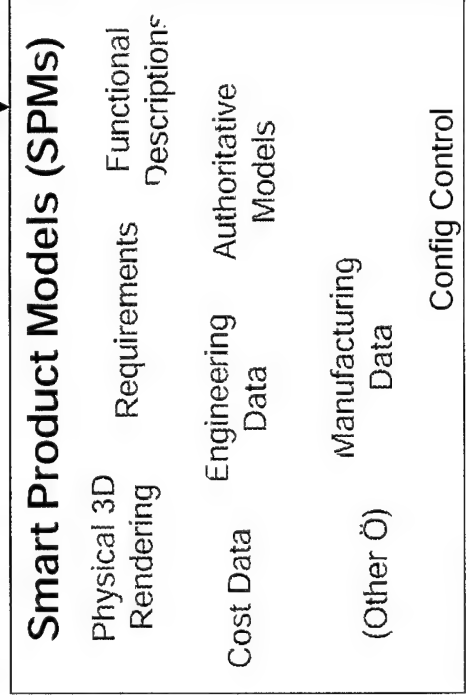 Smart Product Models (SPMs)
Physical 3D
Rendering
Requirements
Functional
Descriptions
Cost Data
Engineering
Data
Authoritative
Models
(Other Ö)
Manufacturing
Data
Config Control